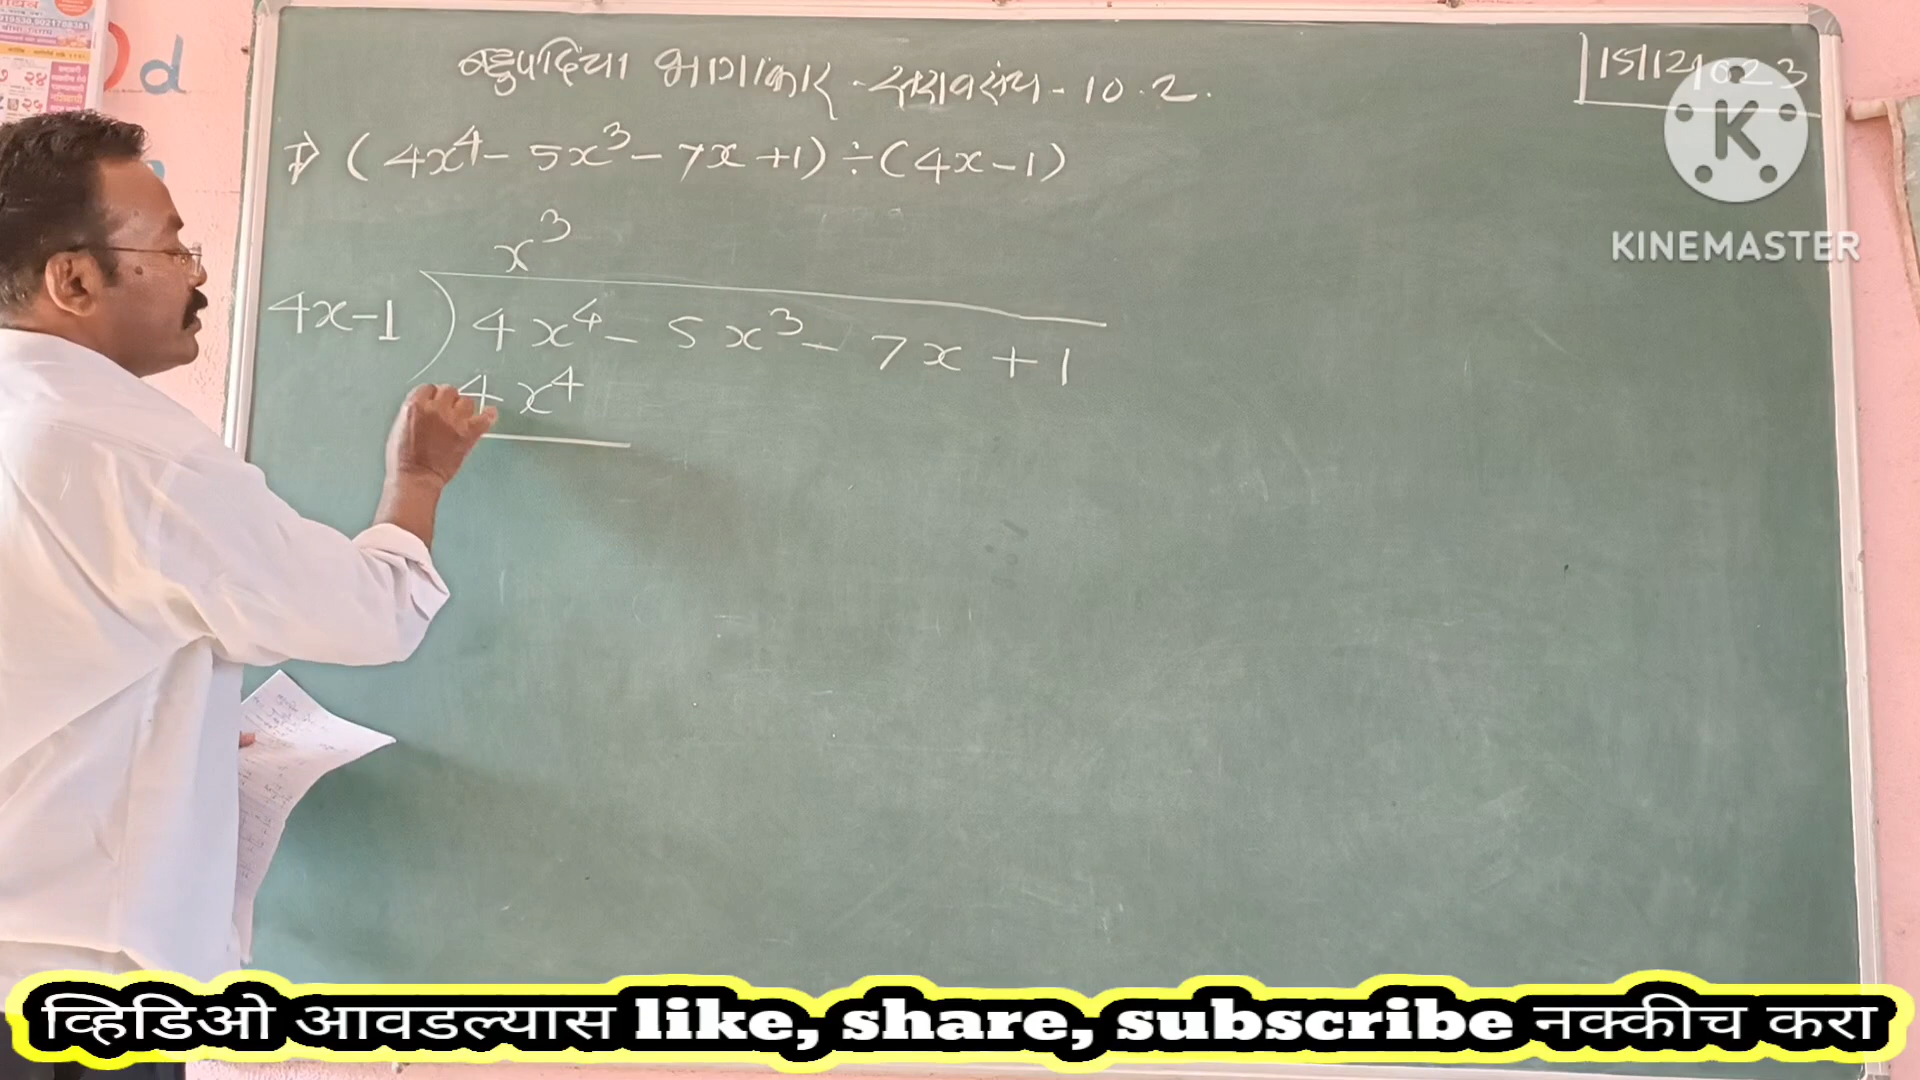 बहुपदिचा भागाकार - सरावसंच - 10.2.
(4x⁴ - 5x³ - 7x + 1) ÷ (4x - 1)
x³
4x-1 ) 4x⁴ - 5x³ - 7x + 1
4x⁴
K
KINEMASTER
d
व्हिडिओ आवडल्यास like, share, subscribe नक्कीच करा